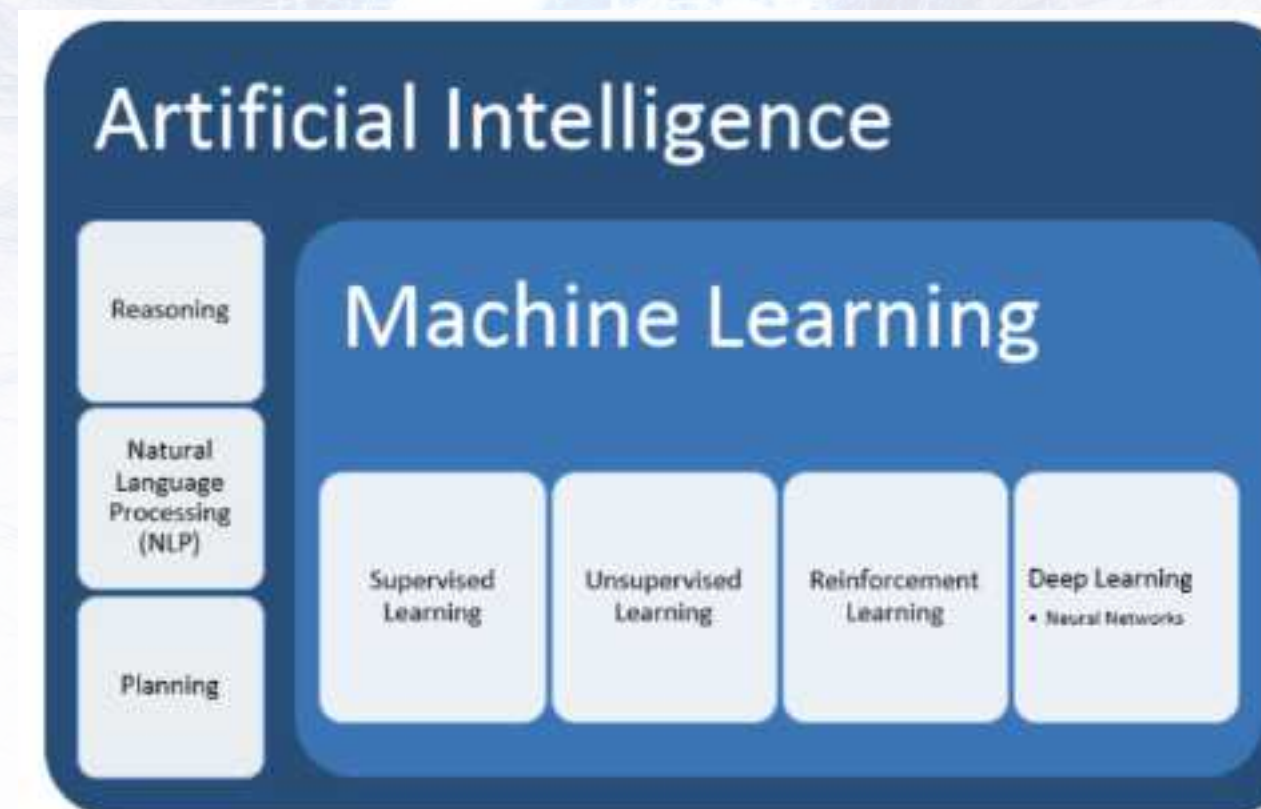 Artificial Intelligence
Reasoning
Natural
Language
Processing
(NLP)
Planning
Machine Learning
Supervised
Learning
Unsupervised
Learning
Reinforcement
Learning
Deep Learning
• Neural Networks